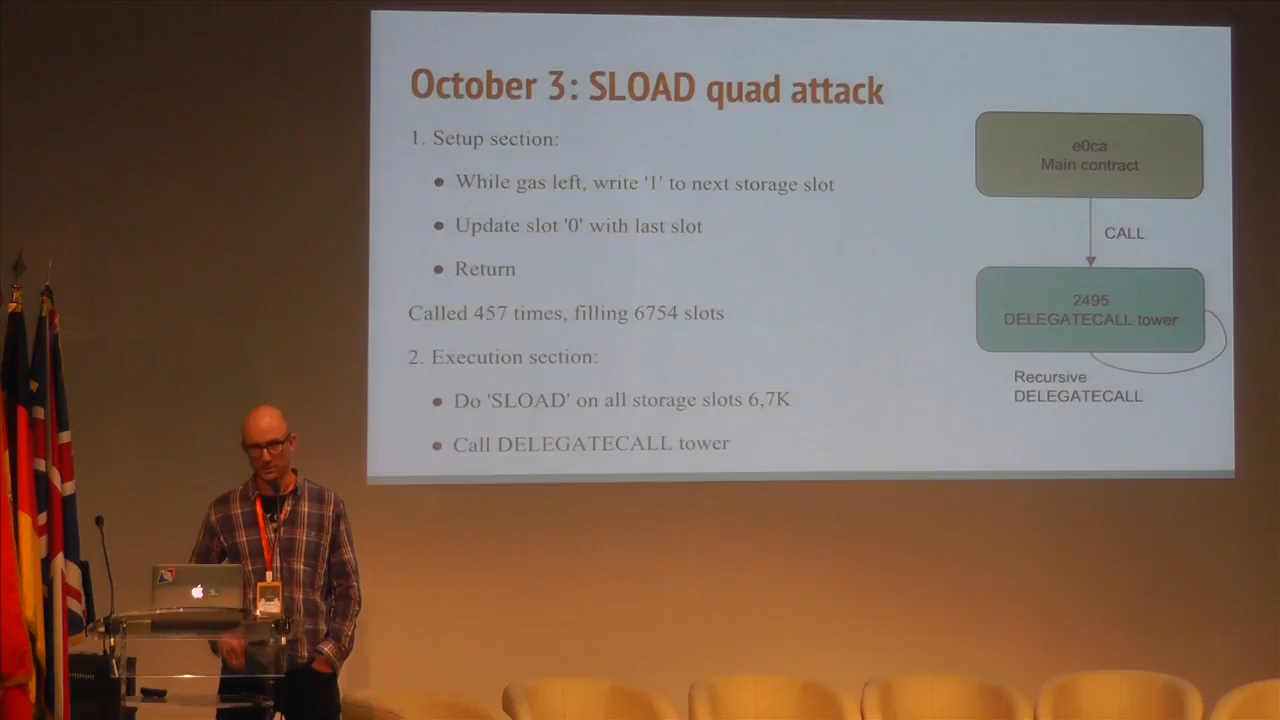 October 3: SLOAD quad attack
1. Setup section:
● While gas left, write '1' to next storage slot
● Update slot '0' with last slot
● Return
Called 457 times, filling 6754 slots
2. Execution section:
● Do 'SLOAD' on all storage slots 6,7K
● Call DELEGATECALL tower
e0ca
Main contract
CALL
2495
DELEGATECALL tower
Recursive
DELEGATECALL